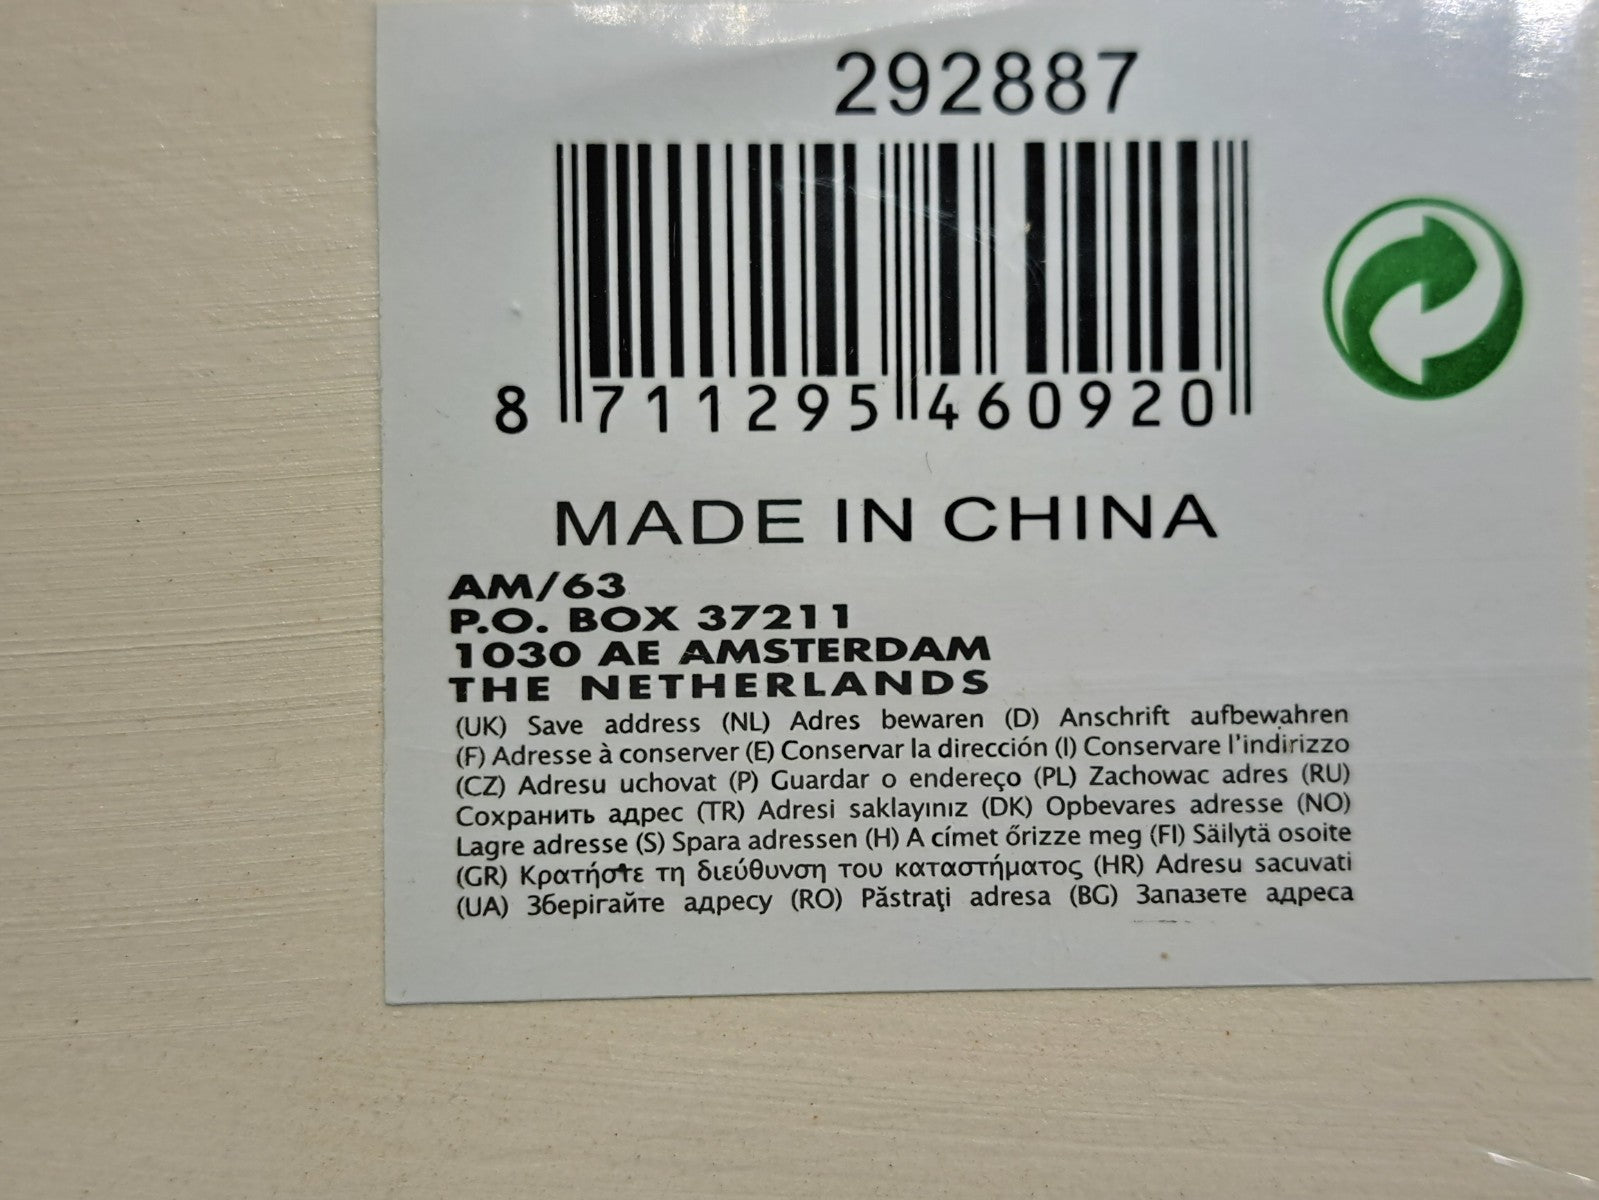 292887
8 711295 460920
MADE IN CHINA
AM/63
P.O. BOX 37211
1030 AE AMSTERDAM
THE NETHERLANDS
(UK) Save address (NL) Adres bewaren (D) Anschrift aufbewahren
(F) Adresse à conserver (E) Conservar la dirección (I) Conservare l'indirizzo
(CZ) Adresu uchovat (P) Guardar o endereço (PL) Zachowac adres (RU)
Сохранить адрес (TR) Adresi saklayınız (DK) Opbevares adresse (NO)
Lagre adresse (S) Spara adressen (H) A címet őrizze meg (FI) Säilytä osoite
(GR) Κρατήστε τη διεύθυνση του καταστήματος (HR) Adresu sacuvati
(UA) Зберігайте адресу (RO) Păstraţi adresa (BG) Запазете адреса